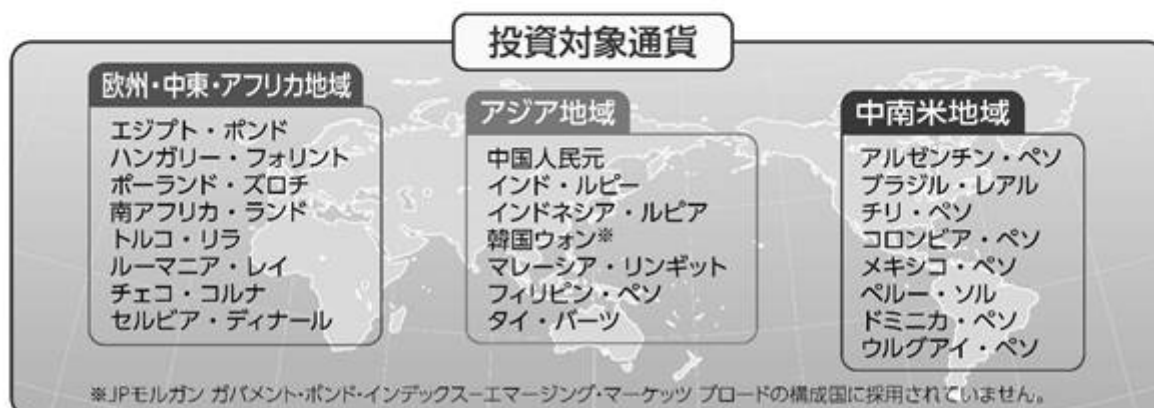 投資対象通貨
欧州・中東・アフリカ地域
エジプト・ポンド
ハンガリー・フォリント
ポーランド・ズロチ
南アフリカ・ランド
トルコ・リラ
ルーマニア・レイ
チェコ・コルナ
セルビア・ディナール
アジア地域
中国人民元
インド・ルピー
インドネシア・ルピア
韓国ウォン※
マレーシア・リンギット
フィリピン・ペソ
タイ・バーツ
中南米地域
アルゼンチン・ペソ
ブラジル・レアル
チリ・ペソ
コロンビア・ペソ
メキシコ・ペソ
ペルー・ソル
ドミニカ・ペソ
ウルグアイ・ペソ
※JPモルガン ガバメント・ボンド・インデックスーエマージング・マーケッツ ブロードの構成国に採用されていません。